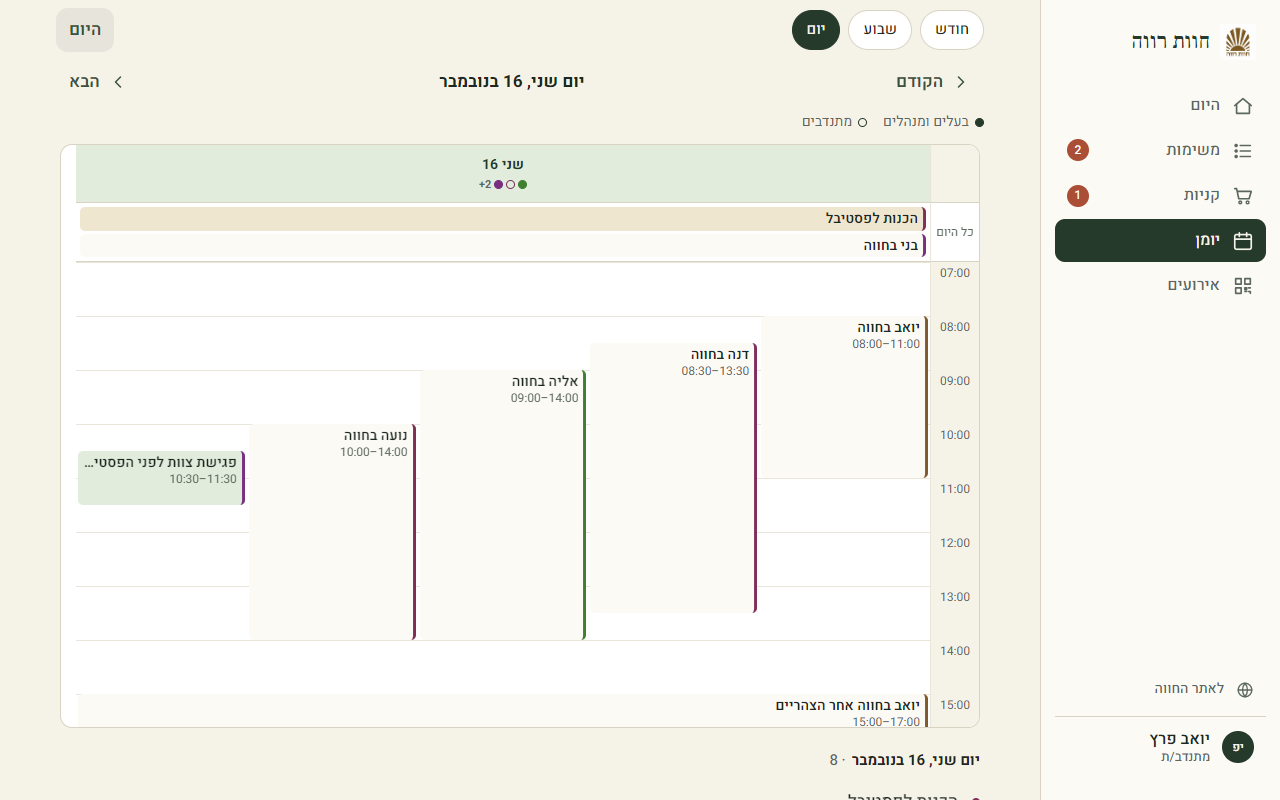 חוות רווה
היום
משימות
2
קניות
1
יומן
אירועים
לאתר החווה
יפ
יואב פרץ
מתנדב/ת
חודש
שבוע
יום
היום
הקודם
יום שני, 16 בנובמבר
הבא
בעלים ומנהלים
מתנדבים
שני 16
+2
כל היום
הכנות לפסטיבל
בני בחווה
07:00
08:00
09:00
10:00
11:00
12:00
13:00
14:00
15:00
יואב בחווה
08:00–11:00
דנה בחווה
08:30–13:30
אליה בחווה
09:00–14:00
נועה בחווה
10:00–14:00
פגישת צוות לפני הפסטי...
10:30–11:30
יואב בחווה אחר הצהריים
15:00–17:00
יום שני, 16 בנובמבר · 8